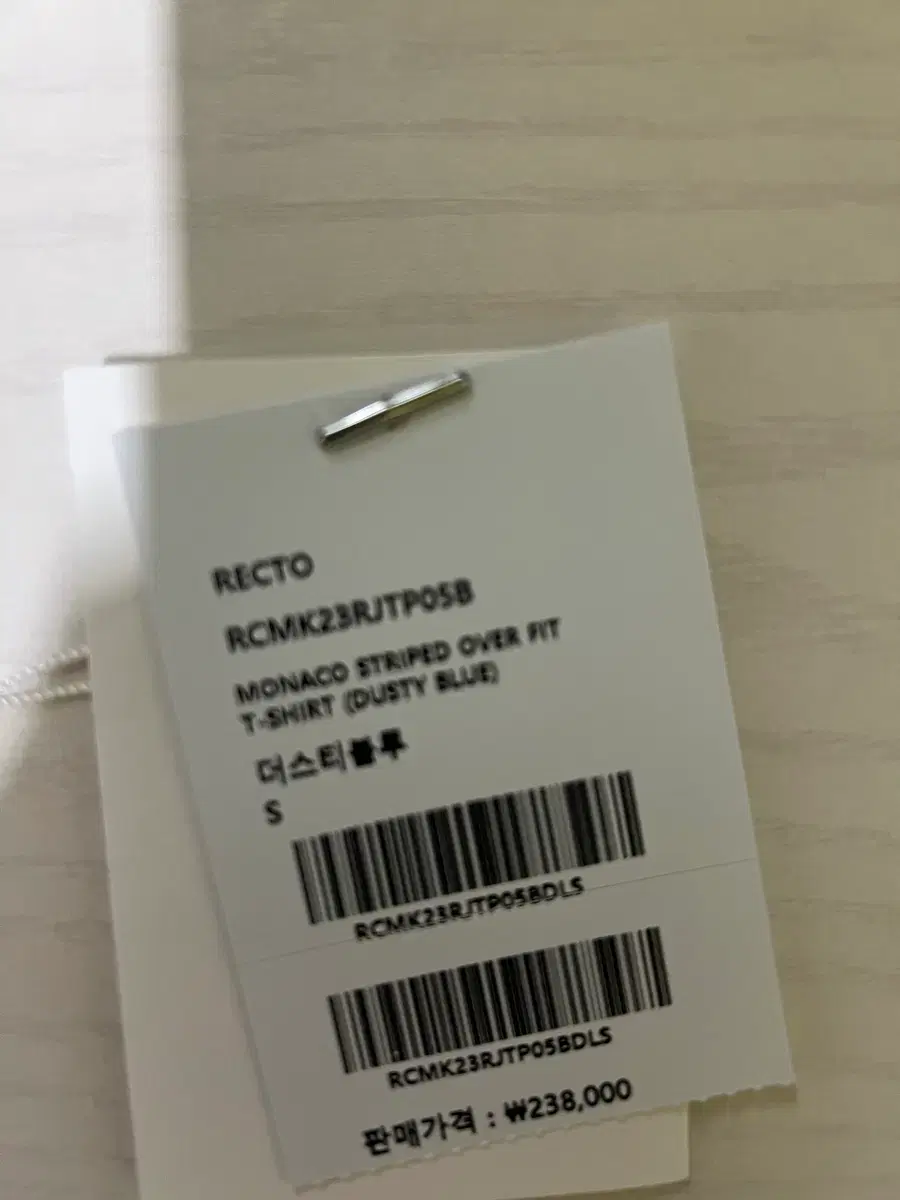 RECTO
RCMK23RJTP05B
MONACO STRIPED OVER FIT
T-SHIRT (DUSTY BLUE)
더스티블루
S
RCMK23RJTP05BDLS
RCMK23RJTP05BDLS
판매가격 : ₩238,000